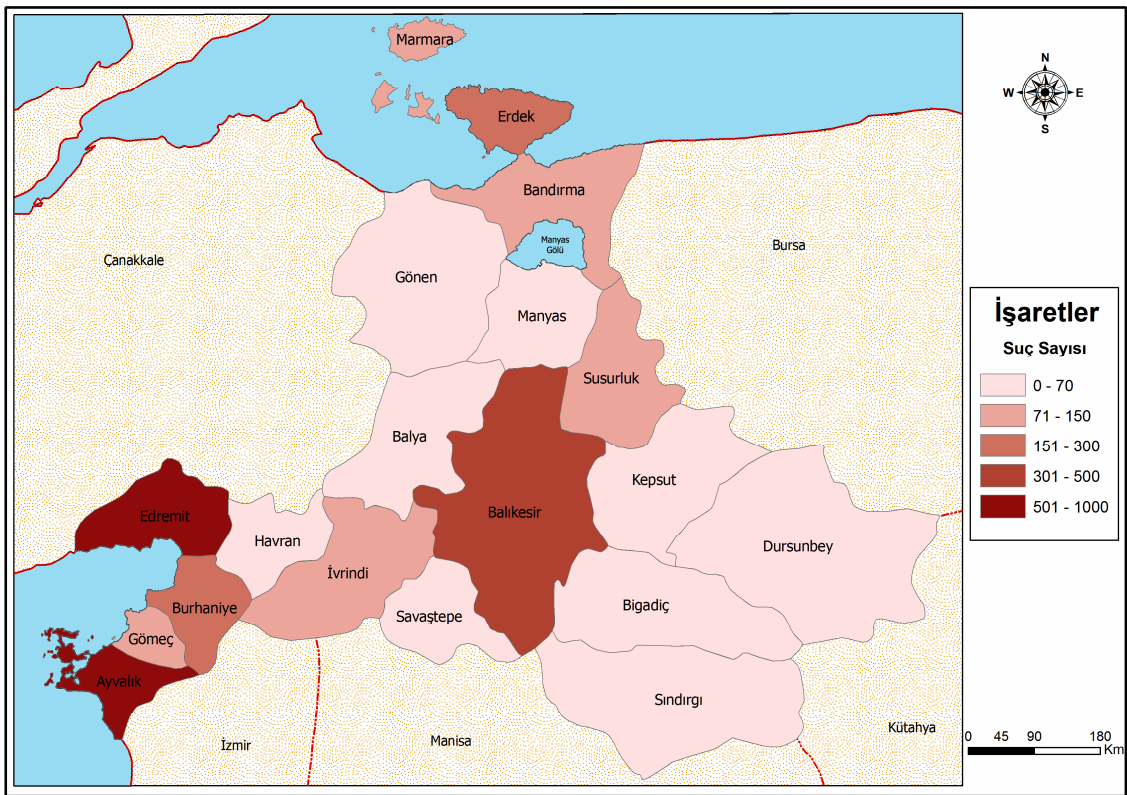 Marmara
N
W
E
S
Erdek
Bandırma
Manyas
Gölü
Bursa
Çanakkale
Gönen
Manyas
İşaretler
Suç Sayısı
Susurluk
0 - 70
71 - 150
Balya
151 - 300
Kepsut
301 - 500
501 - 1000
Edremit
Balıkesir
Havran
Dursunbey
İvrindi
Burhaniye
Bigadiç
Savaştepe
Gömeç
Ayvalık
Sındırgı
Kütahya
İzmir
Manisa
0 45 90 180
Km